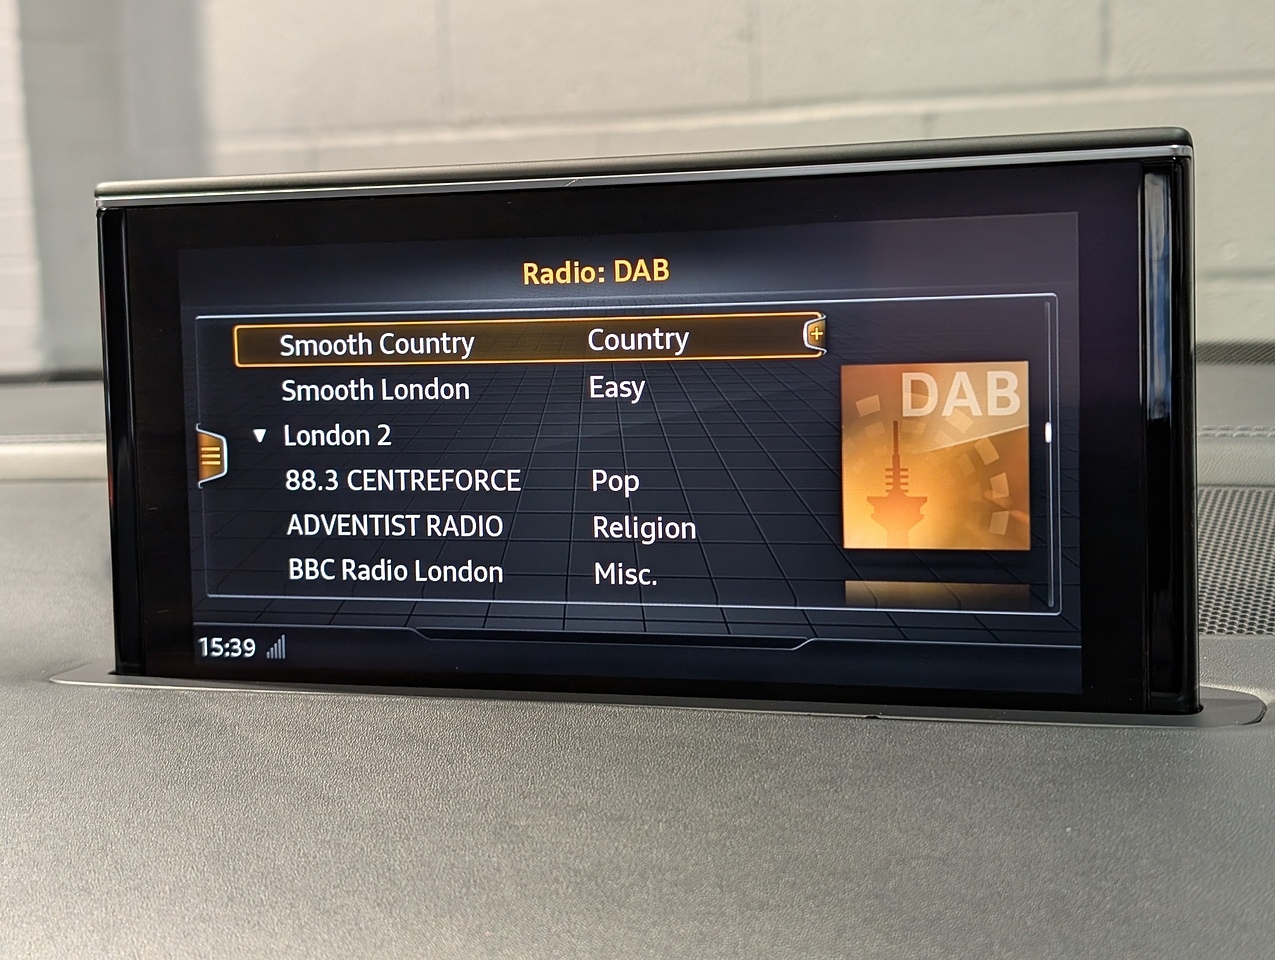 Radio: DAB
Smooth Country Country
Smooth London Easy
London 2
88.3 CENTREFORCE Pop
ADVENTIST RADIO Religion
BBC Radio London Misc.
DAB
15:39